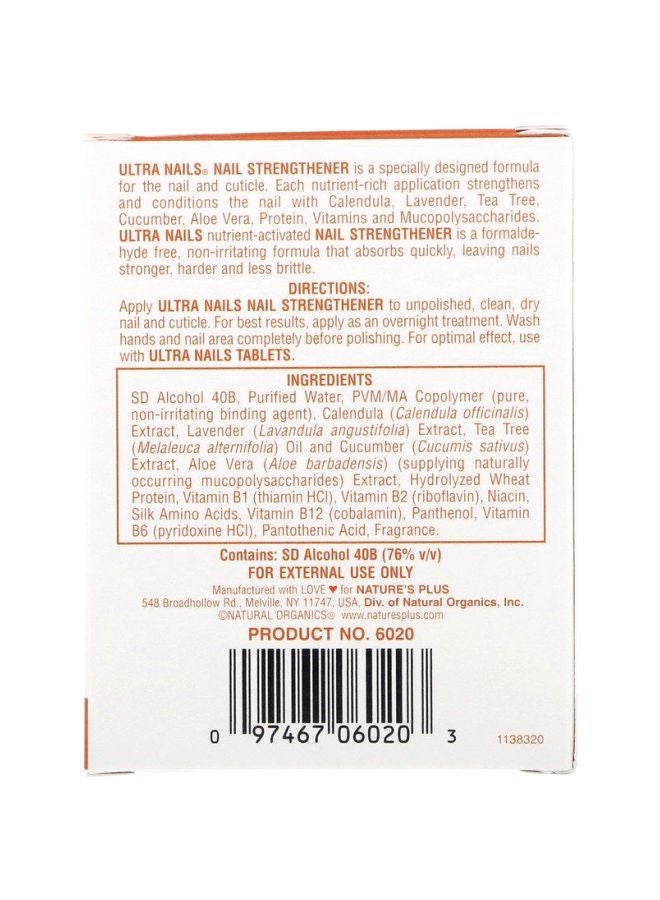 ULTRA NAILS® NAIL STRENGTHENER is a specially designed formula
for the nail and cuticle. Each nutrient-rich application strengthens
and conditions the nail with Calendula, Lavender, Tea Tree,
Cucumber, Aloe Vera, Protein, Vitamins and Mucopolysaccharides.
ULTRA NAILS nutrient-activated NAIL STRENGTHENER is a formalde-
hyde free, non-irritating formula that absorbs quickly, leaving nails
stronger, harder and less brittle.
DIRECTIONS:
Apply ULTRA NAILS NAIL STRENGTHENER to unpolished, clean, dry
nail and cuticle. For best results, apply as an overnight treatment. Wash
hands and nail area completely before polishing. For optimal effect, use
with ULTRA NAILS TABLETS.
INGREDIENTS
SD Alcohol 40B, Purified Water, PVM/MA Copolymer (pure,
non-irritating binding agent), Calendula (Calendula officinalis)
Extract, Lavender (Lavandula angustifolia) Extract, Tea Tree
(Melaleuca alternifolia) Oil and Cucumber (Cucumis sativus)
Extract, Aloe Vera (Aloe barbadensis) (supplying naturally
occurring mucopolysaccharides) Extract, Hydrolyzed Wheat
Protein, Vitamin B1 (thiamin HCl), Vitamin B2 (riboflavin), Niacin,
Silk Amino Acids, Vitamin B12 (cobalamin), Panthenol, Vitamin
B6 (pyridoxine HCl), Pantothenic Acid, Fragrance.
Contains: SD Alcohol 40B (76% v/v)
FOR EXTERNAL USE ONLY
Manufactured with LOVE ♥ for NATURE'S PLUS
548 Broadhollow Rd., Melville, NY 11747, USA, Div. of Natural Organics, Inc.
©NATURAL ORGANICS® www.naturesplus.com
PRODUCT NO. 6020
0 97467 06020 3
1138320